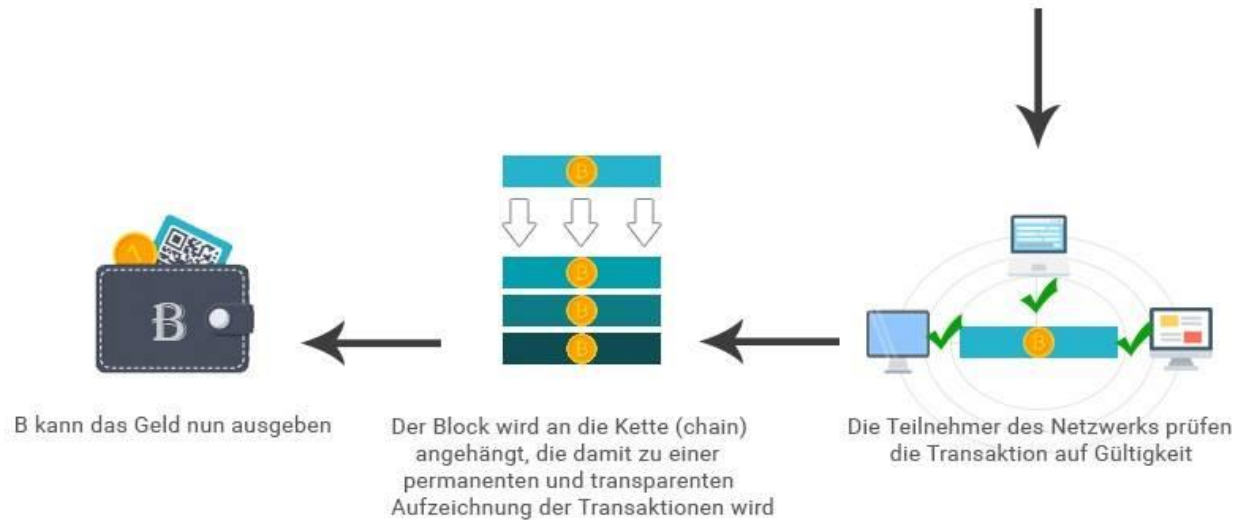 B kann das Geld nun ausgeben
Der Block wird an die Kette (chain)
angehängt, die damit zu einer
permanenten und transparenten
Aufzeichnung der Transaktionen wird
Die Teilnehmer des Netzwerks prüfen
die Transaktion auf Gültigkeit
B
B
B
B
B
B